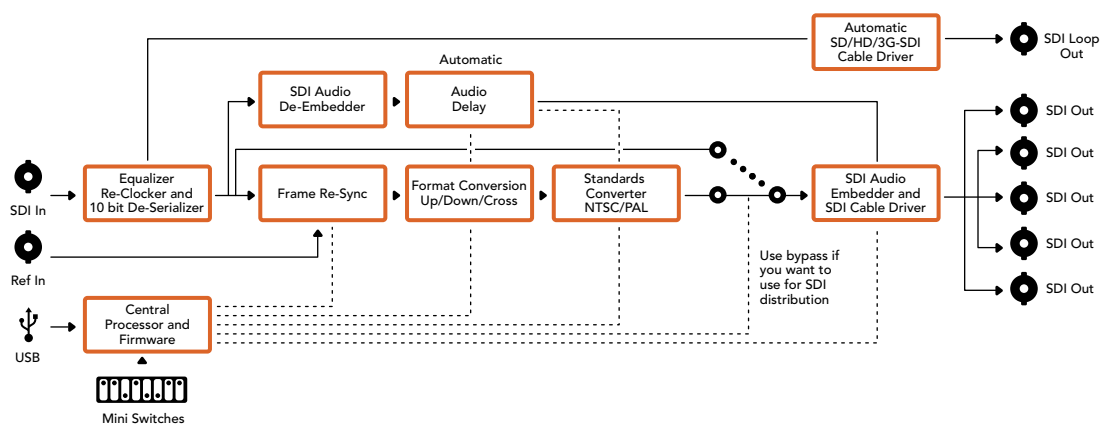 Automatic
SD/HD/3G-SDI
Cable Driver
SDI Loop
Out
Automatic
SDI Audio
De-Embedder
Audio
Delay
SDI Out
SDI Out
SDI Out
SDI Out
SDI Out
SDI In
Equalizer
Re-Clocker and
10 bit De-Serializer
Frame Re-Sync
Format Conversion
Up/Down/Cross
Standards
Converter
NTSC/PAL
SDI Audio
Embedder and
SDI Cable Driver
Ref In
Use bypass if
you want to
use for SDI
distribution
USB
Central
Processor and
Firmware
Mini Switches